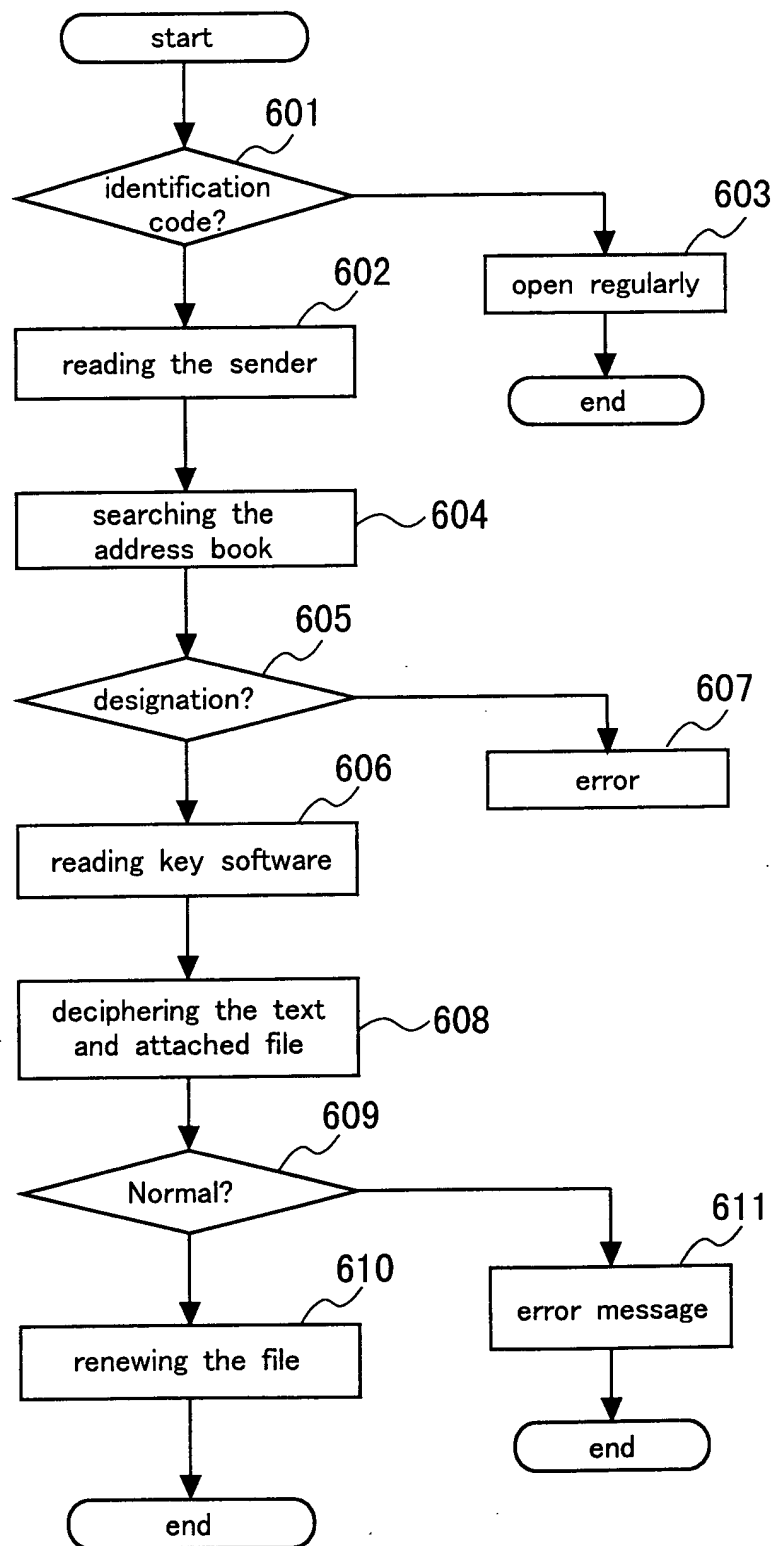 start
601
identification
code?
603
open regularly
602
reading the sender
end
searching the
address book
604
605
designation?
607
error
606
reading key software
deciphering the text
and attached file
608
609
Normal?
611
error message
610
renewing the file
end
end